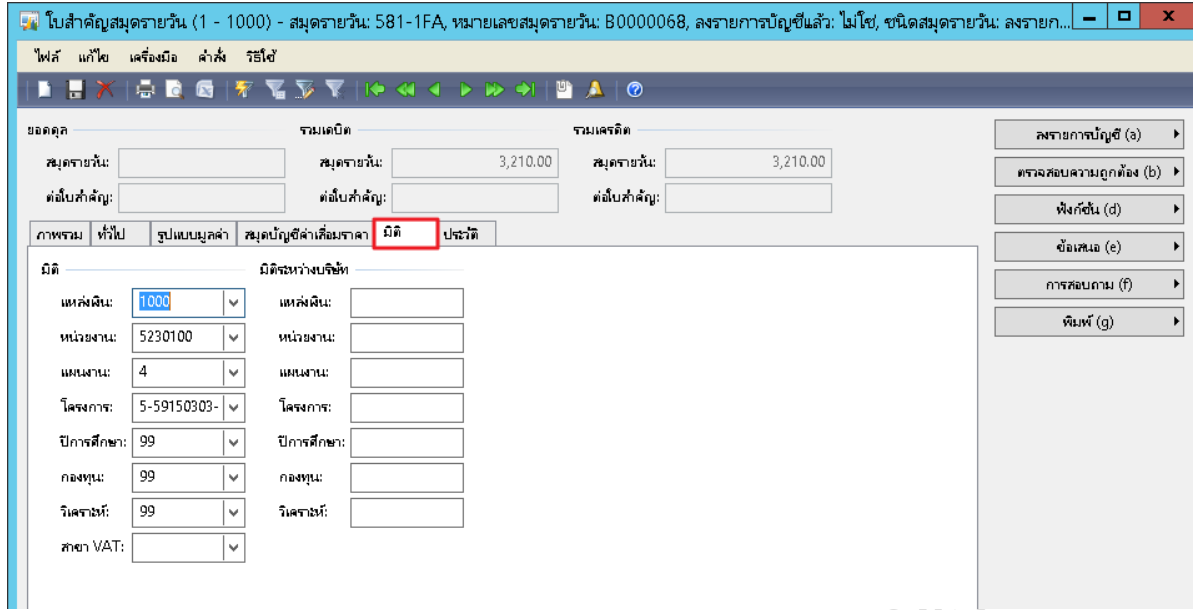 ใบสำคัญสมุดรายวัน (1 - 1000) - สมุดรายวัน: 581-1FA, หมายเลขสมุดรายวัน: B0000068, ลงรายการบัญชีแล้ว: ไม่ใช่, ชนิดสมุดรายวัน: ลงรายก...
ไฟล์ แก้ไข เครื่องมือ คำสั่ง วิธีใช้
ยอดดุล รวมเดบิต รวมเครดิต
สมุดรายวัน: สมุดรายวัน: 3,210.00 สมุดรายวัน: 3,210.00
ต่อใบสำคัญ: ต่อใบสำคัญ: ต่อใบสำคัญ:
ภาพรวม ทั่วไป รูปแบบมูลค่า สมุดบัญชีค่าเสื่อมราคา มิติ ประวัติ
มิติ มิติระหว่างบริษัท
แหล่งเงิน: 1000 แหล่งเงิน:
หน่วยงาน: 5230100 หน่วยงาน:
แผนงาน: 4 แผนงาน:
โครงการ: 5-59150303- โครงการ:
ปีการศึกษา: 99 ปีการศึกษา:
กองทุน: 99 กองทุน:
วิเคราะห์: 99 วิเคราะห์:
สาขา VAT:
ลงรายการบัญชี (a)
ตรวจสอบความถูกต้อง (b)
ฟังก์ชัน (d)
ข้อเสนอ (e)
การสอบถาม (f)
พิมพ์ (g)